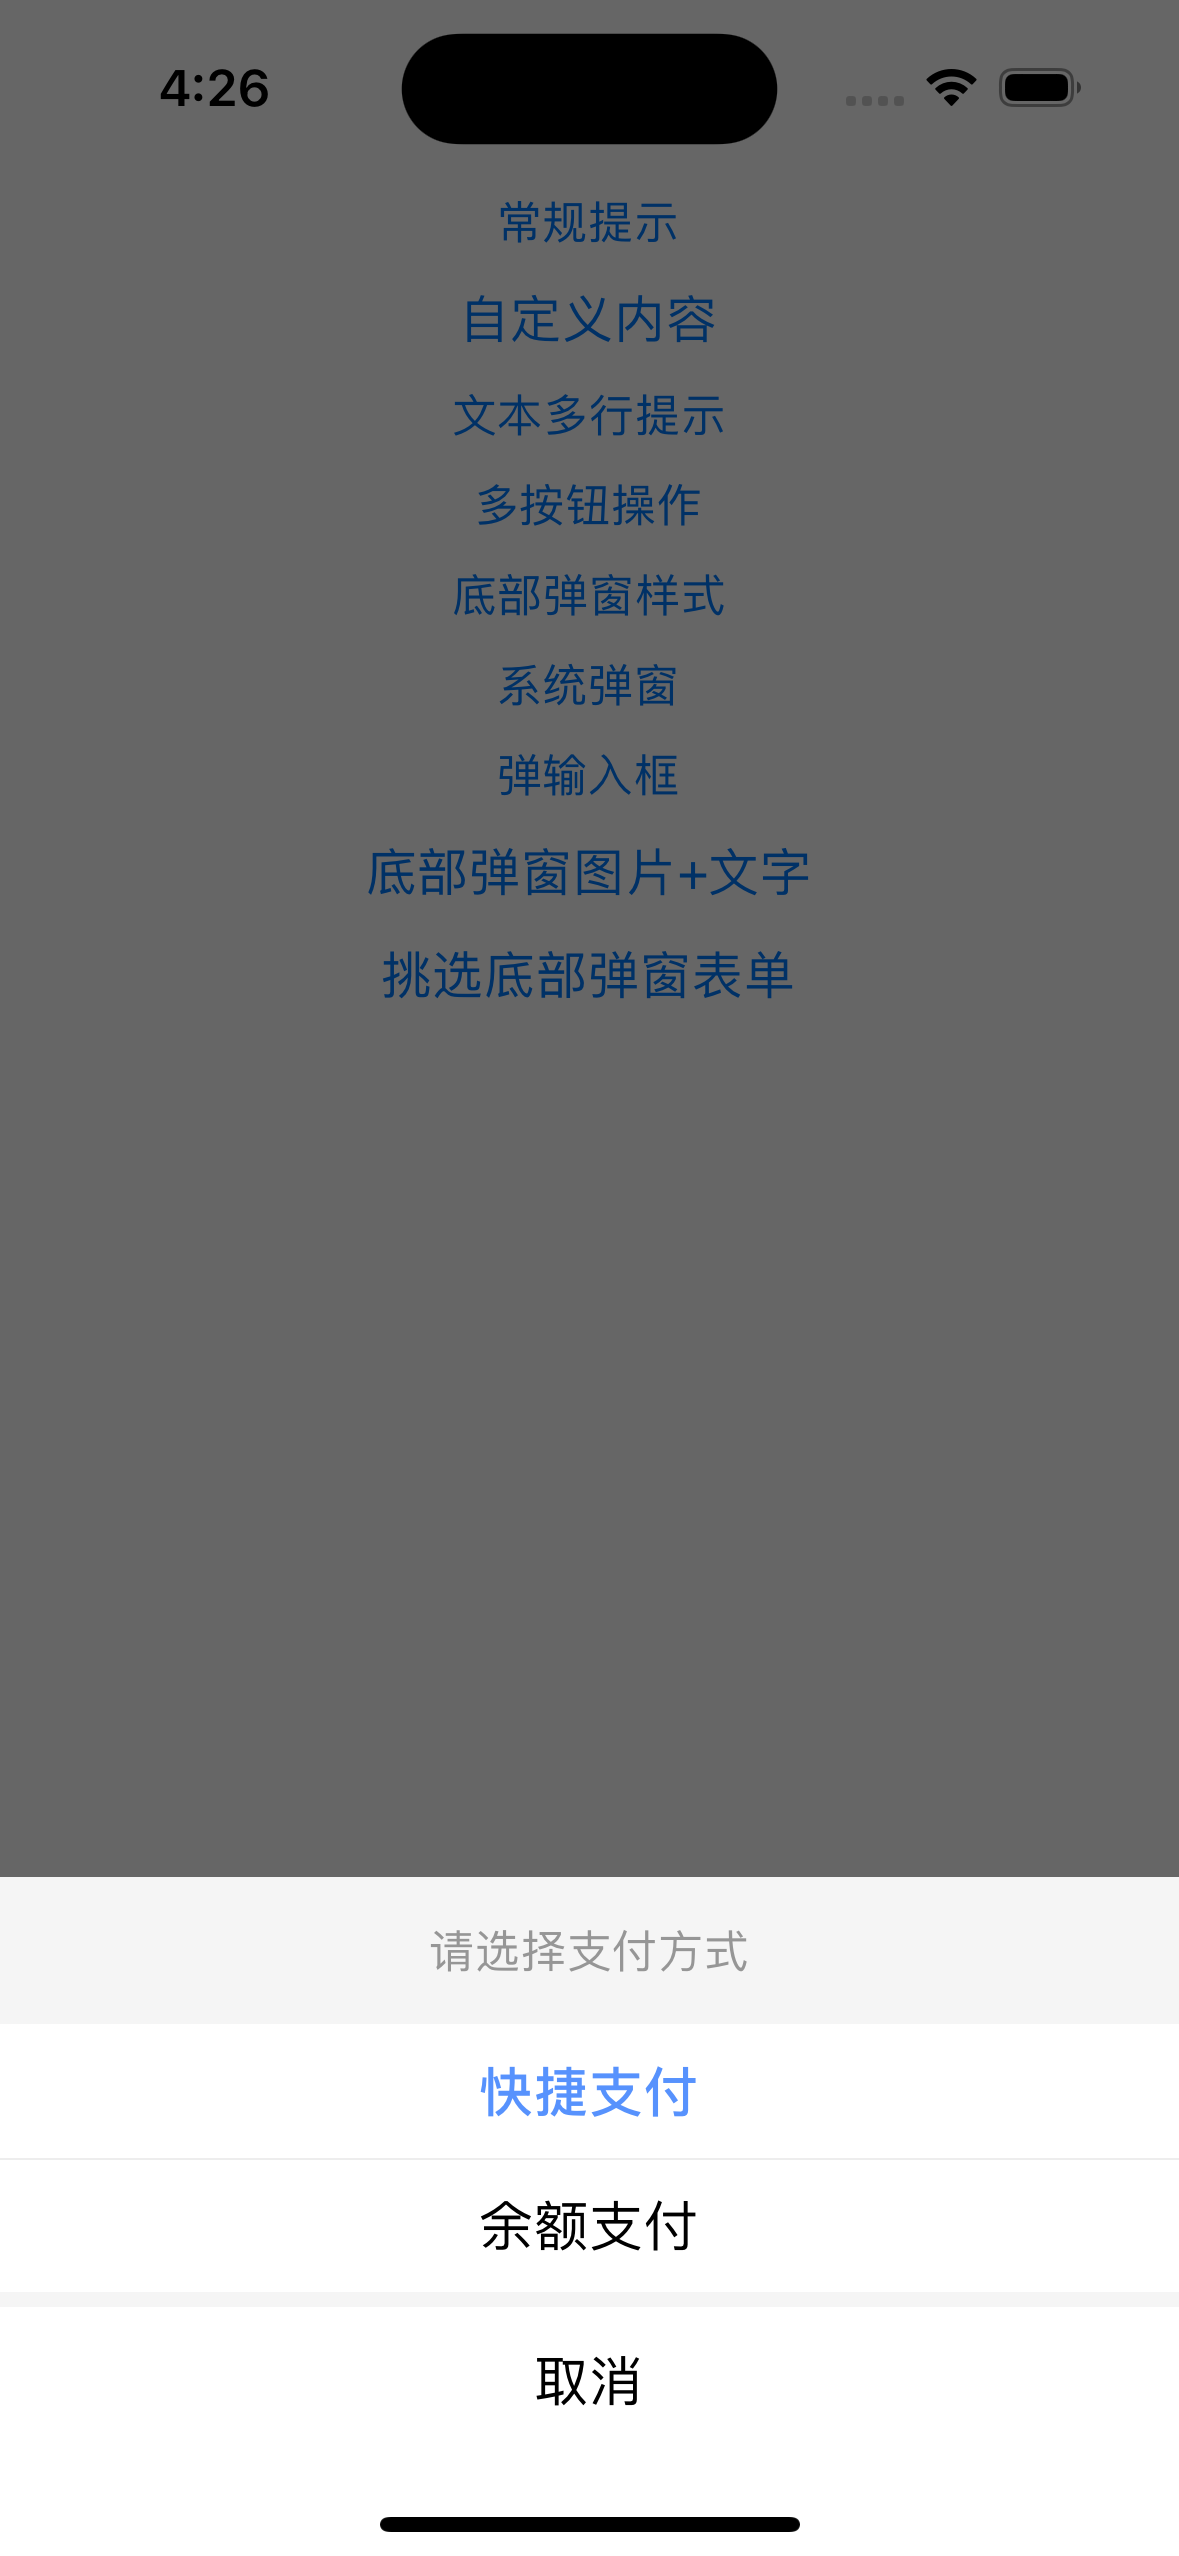 4:26
常规提示
自定义内容
文本多行提示
多按钮操作
底部弹窗样式
系统弹窗
弹输入框
底部弹窗图片+文字
挑选底部弹窗表单
请选择支付方式
快捷支付
余额支付
取消